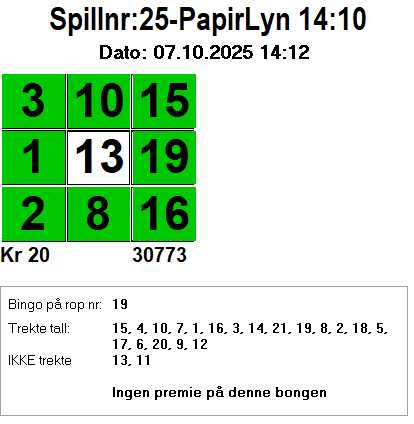 Spillnr:25-PapirLyn 14:10
Dato: 07.10.2025 14:12
3 10 15
1 13 19
2 8 16
Kr 20 30773
Bingo på rop nr: 19
Trekte tall: 15, 4, 10, 7, 1, 16, 3, 14, 21, 19, 8, 2, 18, 5,
17, 6, 20, 9, 12
IKKE trekte 13, 11
Ingen premie på denne bongen